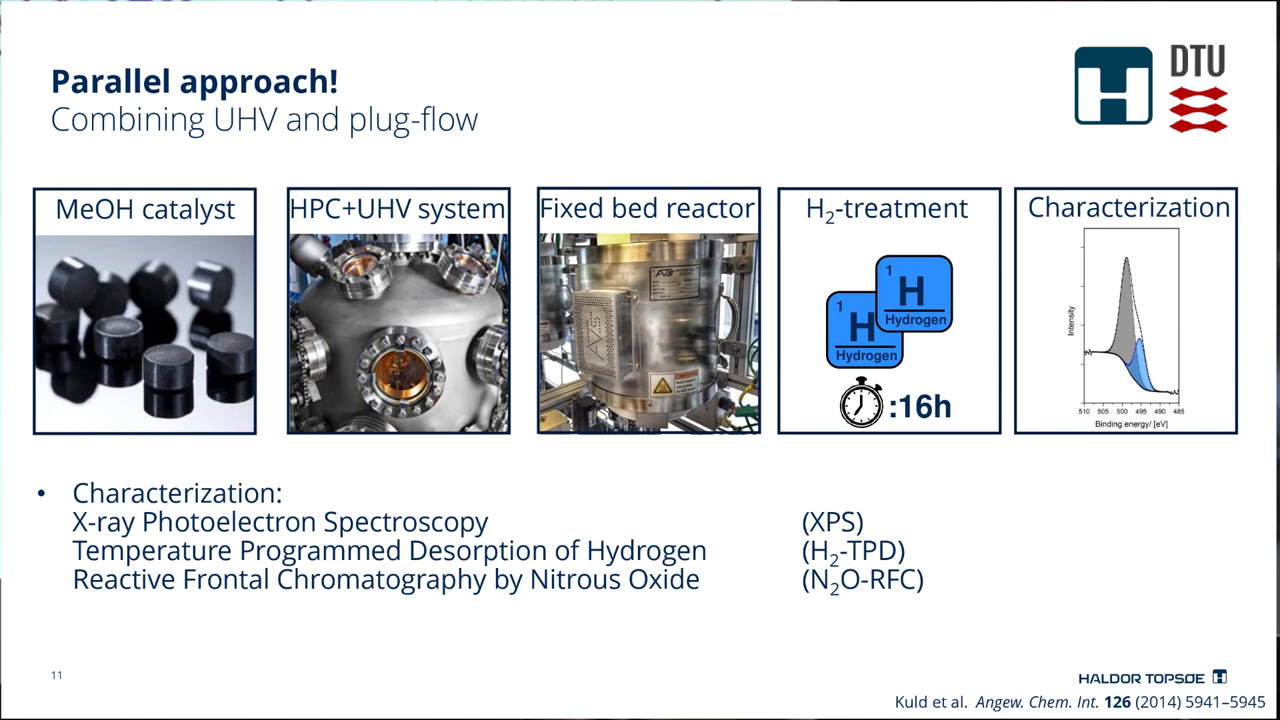 Parallel approach!
Combining UHV and plug-flow
DTU
MeOH catalyst
HPC+UHV system
Fixed bed reactor
H₂-treatment
Characterization
1
H
Hydrogen
1
H
Hydrogen
:16h
Intensity
510 505 500 495 490 485
Binding energy/ [eV]
• Characterization:
X-ray Photoelectron Spectroscopy (XPS)
Temperature Programmed Desorption of Hydrogen (H₂-TPD)
Reactive Frontal Chromatography by Nitrous Oxide (N₂O-RFC)
11
HALDOR TOPSØE
Kuld et al. Angew. Chem. Int. 126 (2014) 5941–5945